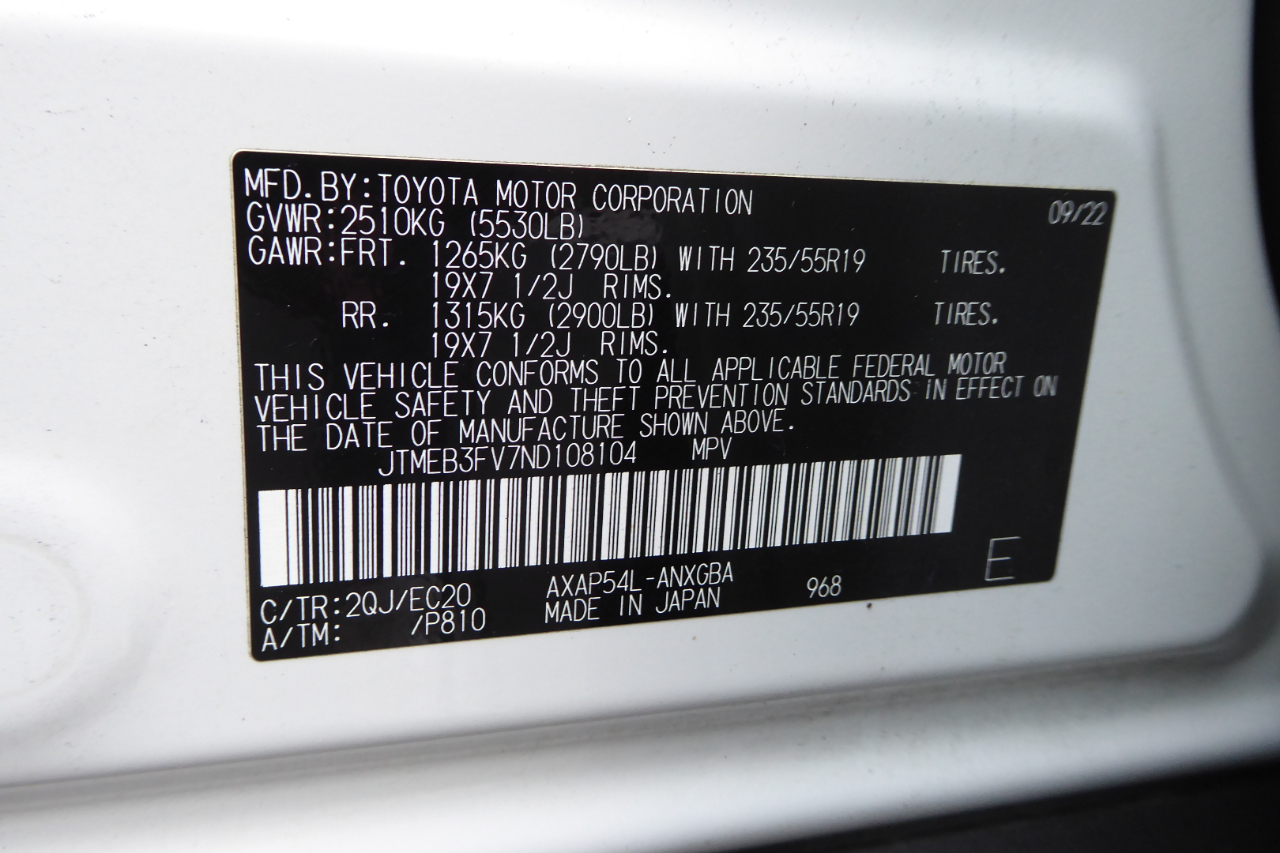 MFD.BY:TOYOTA MOTOR CORPORATION 09/22
GVWR:2510KG (5530LB)
GAWR:FRT. 1265KG (2790LB) WITH 235/55R19 TIRES.
19X7 1/2J RIMS.
RR. 1315KG (2900LB) WITH 235/55R19 TIRES.
19X7 1/2J RIMS.
THIS VEHICLE CONFORMS TO ALL APPLICABLE FEDERAL MOTOR
VEHICLE SAFETY AND THEFT PREVENTION STANDARDS IN EFFECT ON
THE DATE OF MANUFACTURE SHOWN ABOVE.
JTMEB3FV7ND108104 MPV
C/TR:2QJ/EC20 AXAP54L-ANXGBA 968 E
A/TM: /P810 MADE IN JAPAN